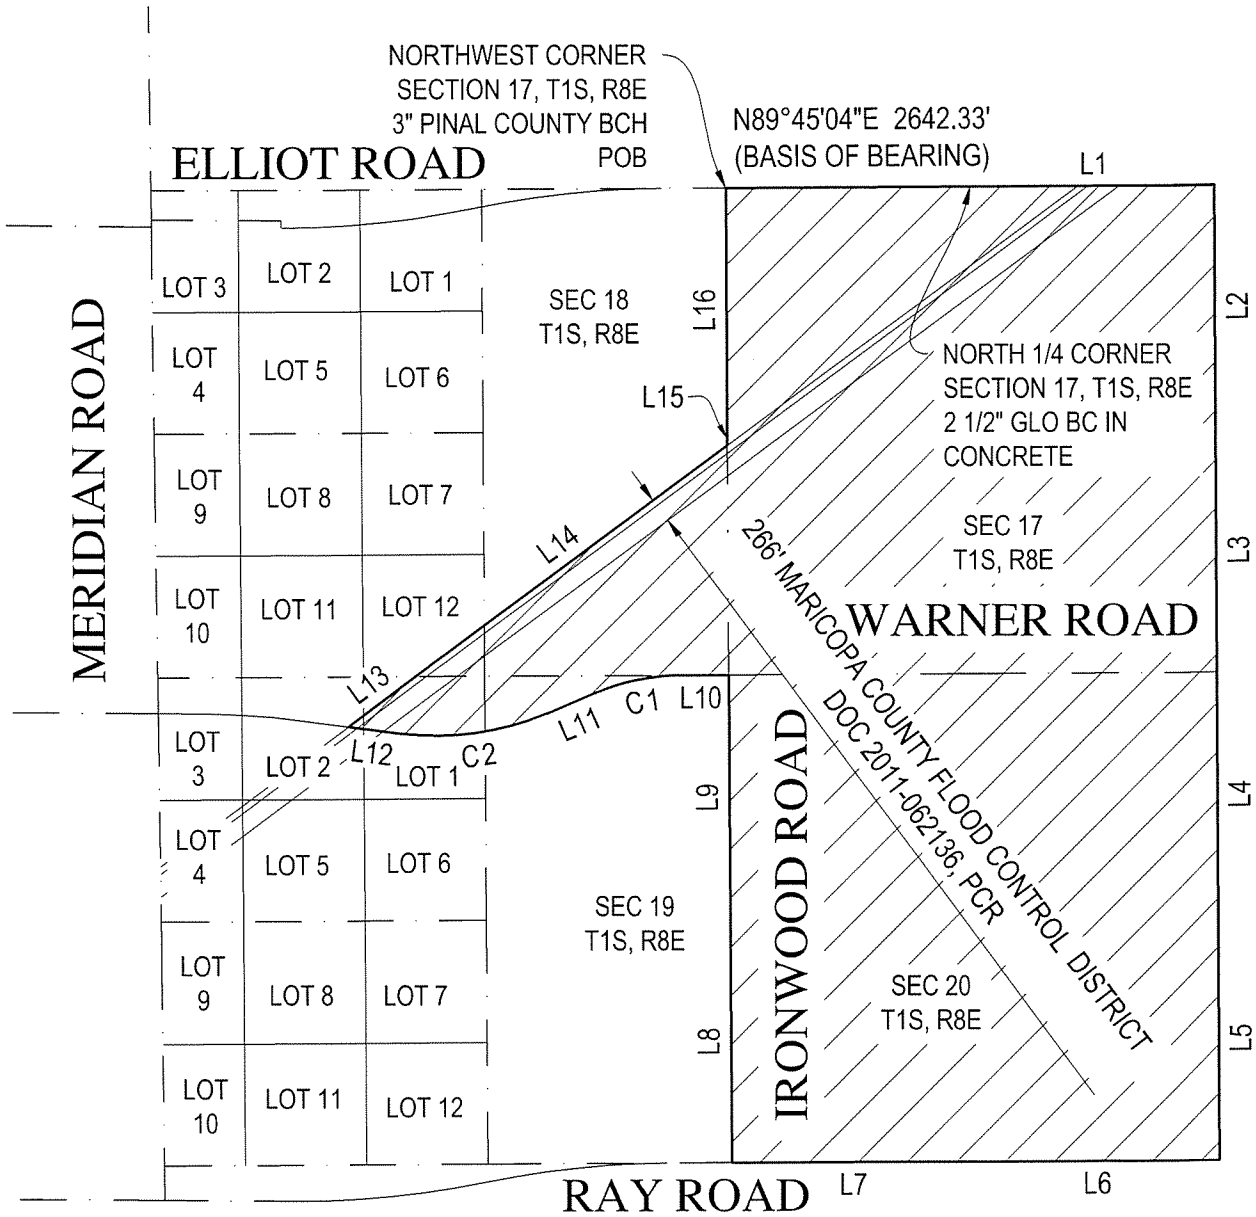 NORTHWEST CORNER
SECTION 17, T1S, R8E
3" PINAL COUNTY BCH
POB
N89°45'04"E 2642.33'
(BASIS OF BEARING)
L1
ELLIOT ROAD
LOT 3
LOT 2
LOT 1
SEC 18
T1S, R8E
L16
L2
NORTH 1/4 CORNER
SECTION 17, T1S, R8E
2 1/2" GLO BC IN
CONCRETE
LOT
4
LOT 5
LOT 6
L15
MERIDIAN ROAD
LOT
9
LOT 8
LOT 7
L14
SEC 17
T1S, R8E
L3
LOT
10
LOT 11
LOT 12
WARNER ROAD
266' MARICOPA COUNTY FLOOD CONTROL DISTRICT
DOC 2011-062136, PCR
L13
L12
C2
L11
C1
L10
LOT
3
LOT 2
LOT 1
L9
IRONWOOD ROAD
L4
LOT
4
LOT 5
LOT 6
SEC 19
T1S, R8E
LOT
9
LOT 8
LOT 7
SEC 20
T1S, R8E
L8
L5
LOT
10
LOT 11
LOT 12
RAY ROAD
L7
L6